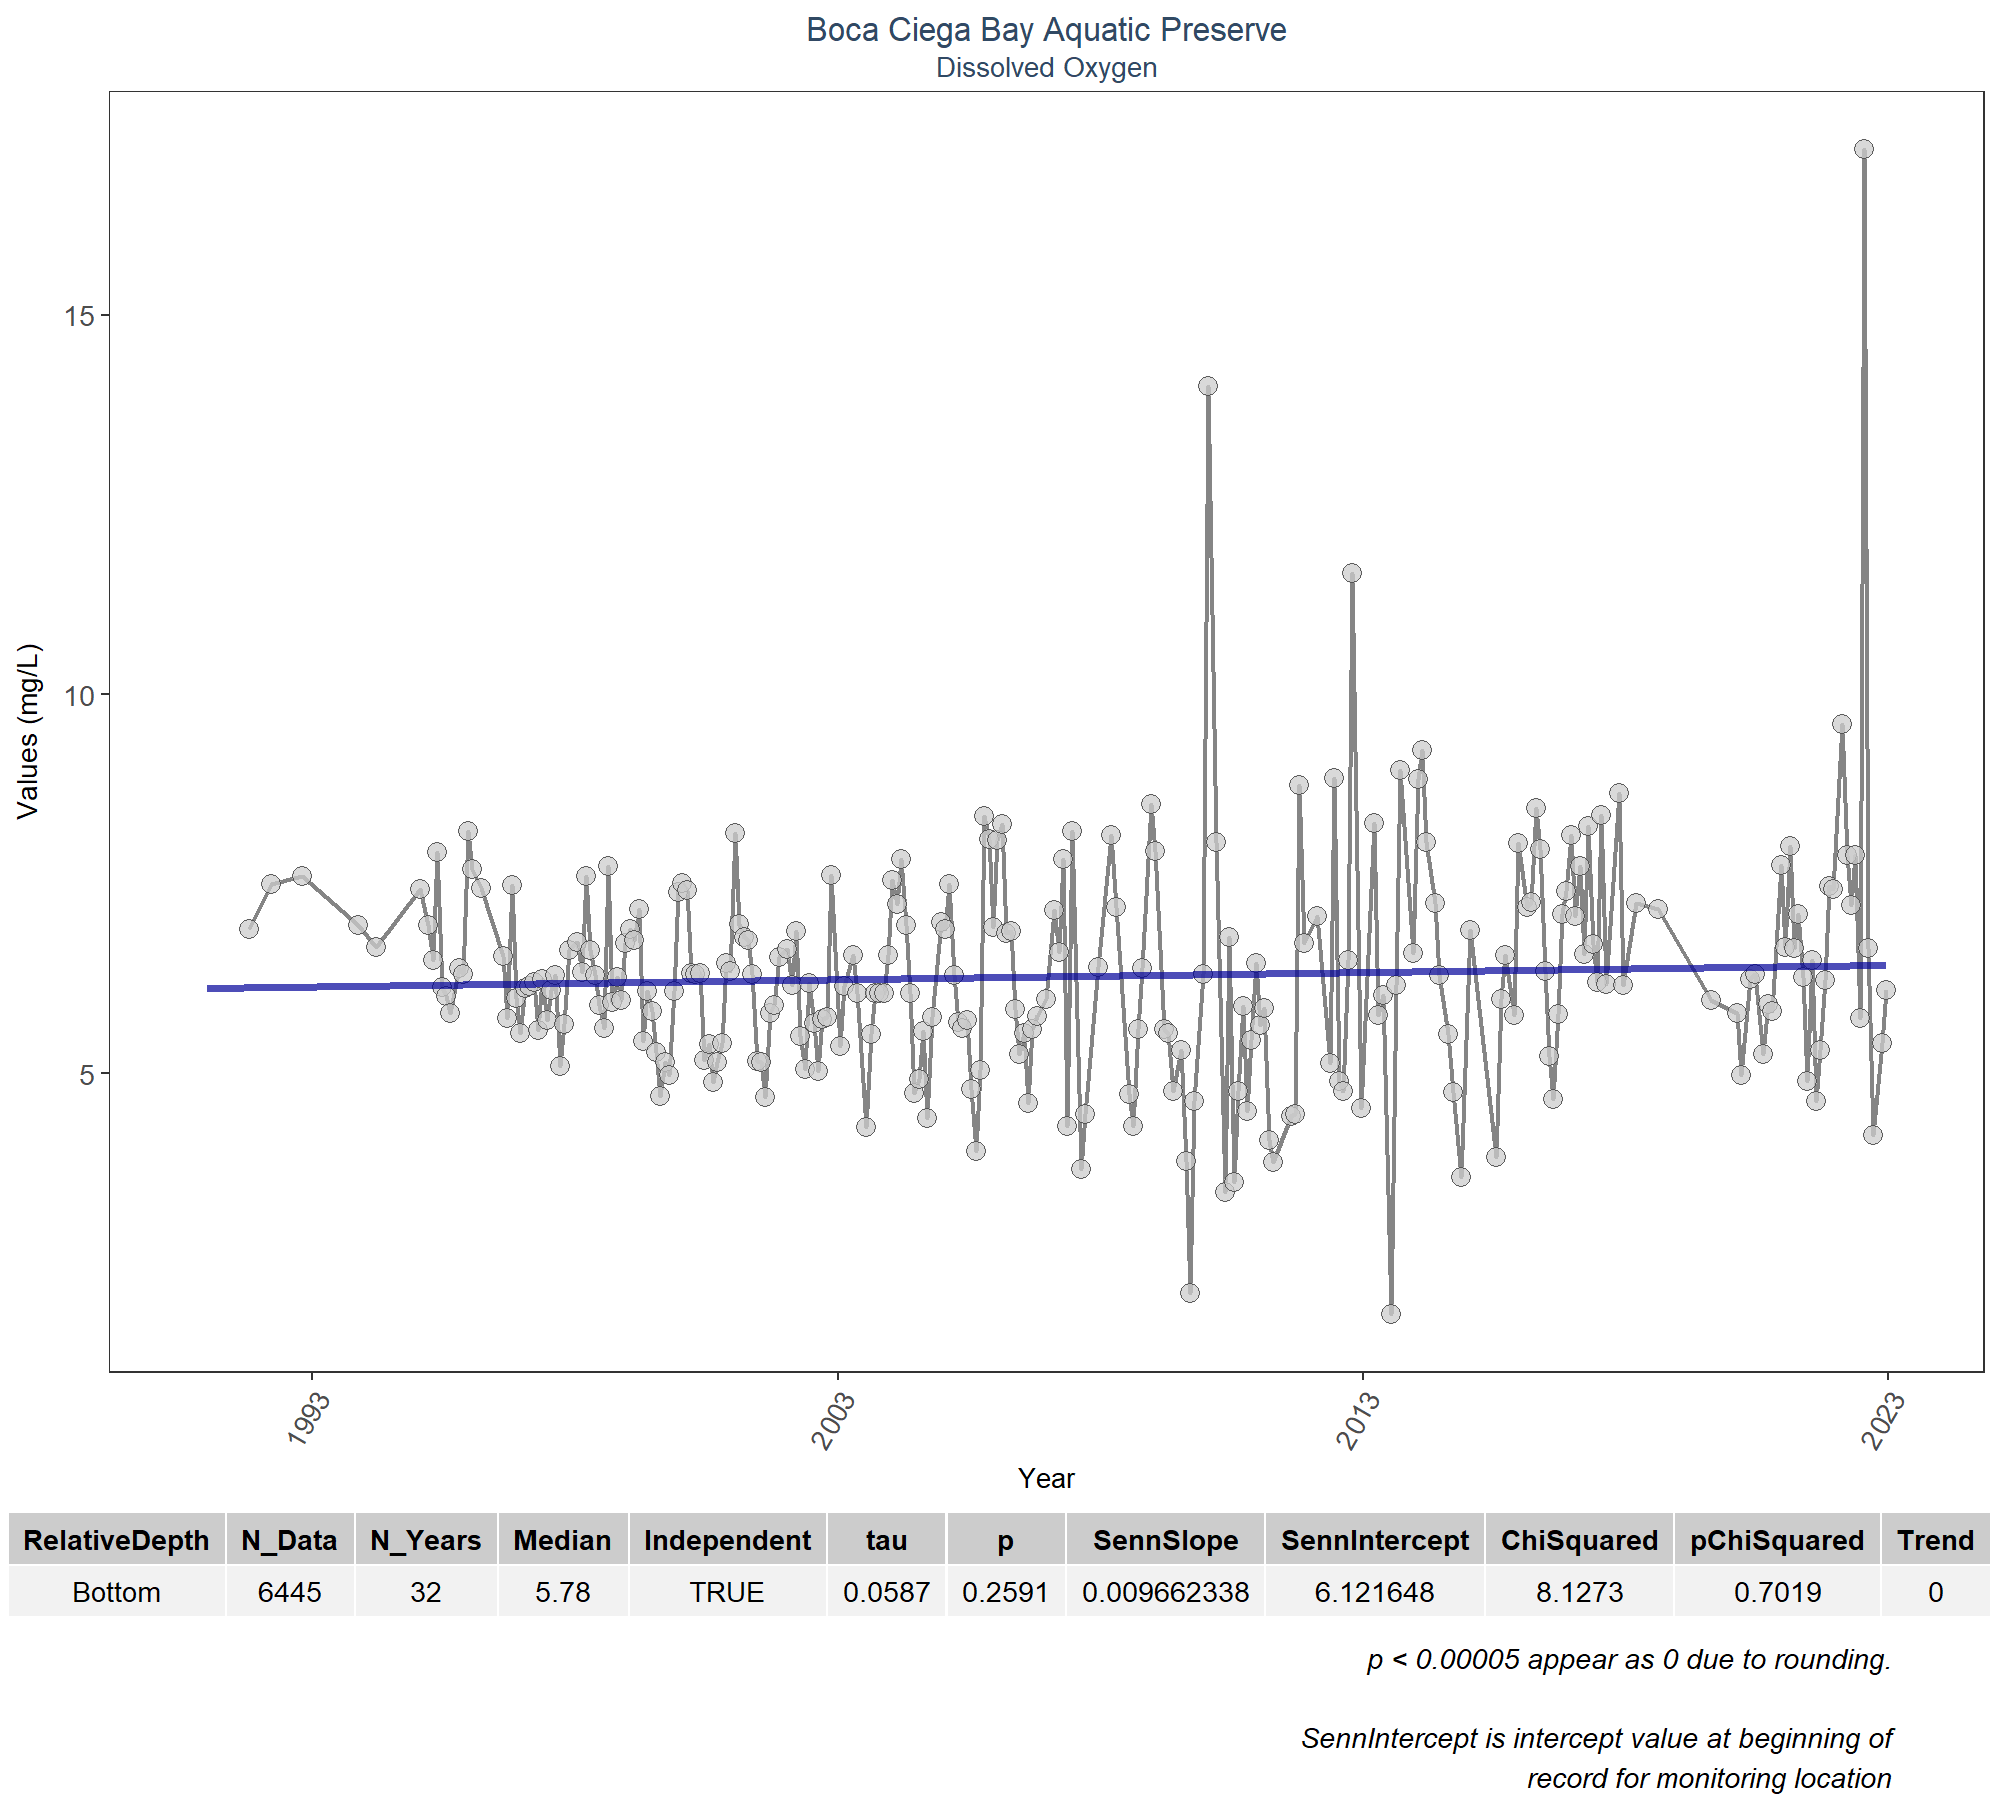 Boca Ciega Bay Aquatic Preserve
Dissolved Oxygen
15
10
5
Values (mg/L)
1993 2003 2013 2023
Year
RelativeDepth N_Data N_Years Median Independent tau p SennSlope SennIntercept ChiSquared pChiSquared Trend
Bottom 6445 32 5.78 TRUE 0.0587 0.2591 0.009662338 6.121648 8.1273 0.7019 0
p < 0.00005 appear as 0 due to rounding.
SennIntercept is intercept value at beginning of
record for monitoring location